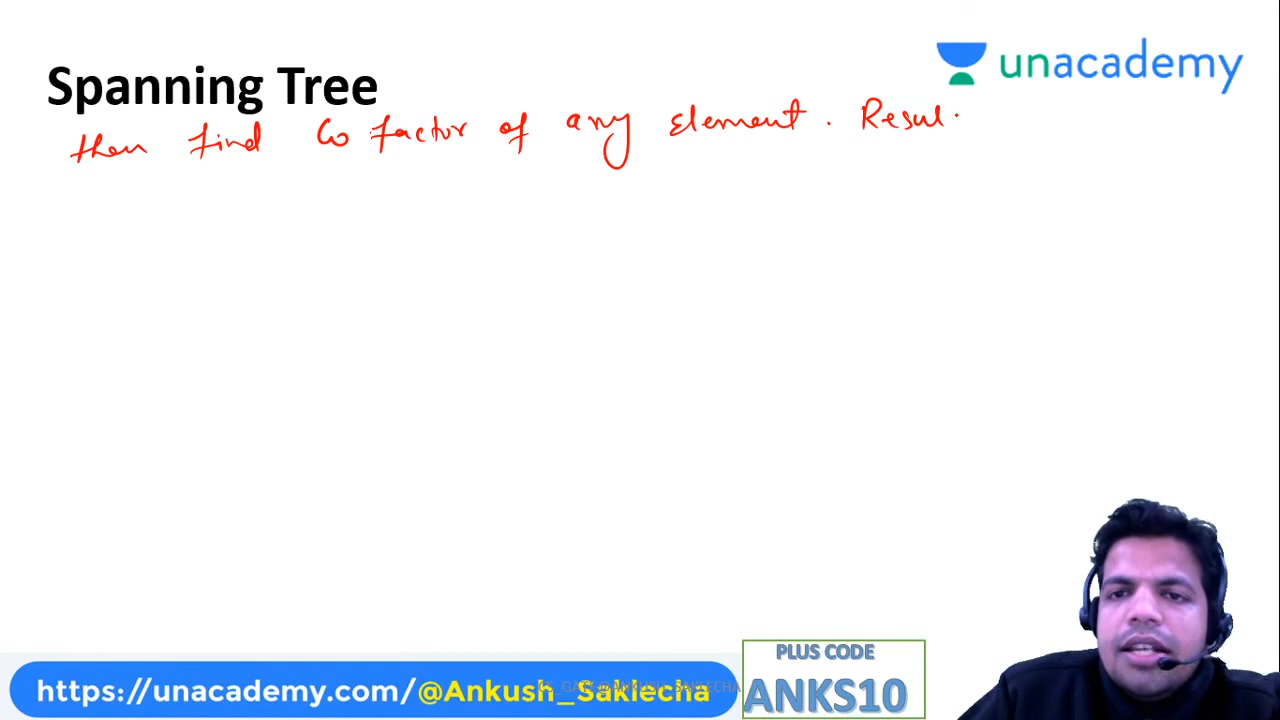 unacademy
Spanning Tree
then find Co factor of any element. Resul.
PLUS CODE
https://unacademy.com/@Ankush_Saklecha
ANKS10